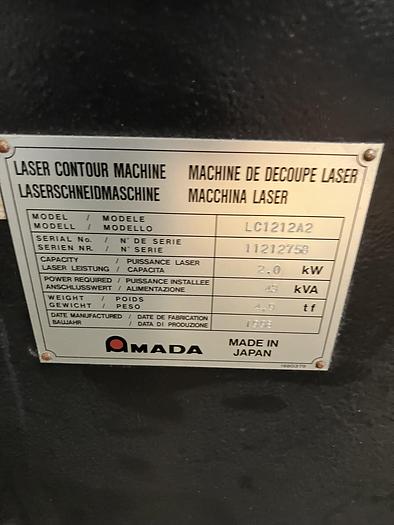 LASER CONTOUR MACHINE MACHINE DE DECOUPE LASER
LASERSCHNEIDMASCHINE MACCHINA LASER
MODEL / MODELE
MODELL / MODELLO LC1212A2
SERIAL No. / N° DE SERIE
SERIEN NR. / N° SERIE 11212758
CAPACITY / PUISSANCE LASER
LASER LEISTUNG / CAPACITA 2.0 kW
POWER REQUIRED / PUISSANCE INSTALLEE
ANSCHLUSSWERT / ALIMENTAZIONE kVA
WEIGHT / POIDS
GEWICHT / PESO tf
DATE MANUFACTURED / DATE DE FABRICATION
BAUJAHR / DATA DI PRODUZIONE
AMADA MADE IN
JAPAN